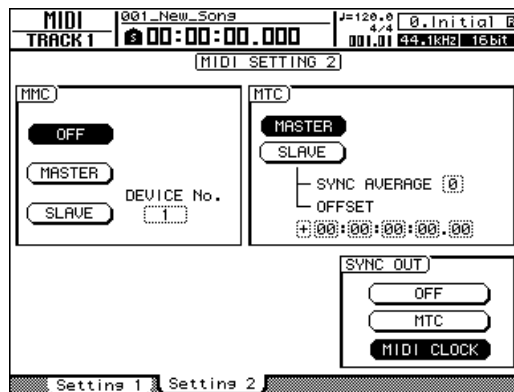 MIDI
TRACK 1
001_New_Song
S 00:00:00.000
♩=120.0
4/4
001.01
0.Initial D
44.1kHz 16bit
MIDI SETTING 2
MMC
OFF
MASTER
SLAVE
DEVICE No.
1
MTC
MASTER
SLAVE
SYNC AVERAGE 0
OFFSET
+00:00:00:00.00
SYNC OUT
OFF
MTC
MIDI CLOCK
Setting 1 Setting 2